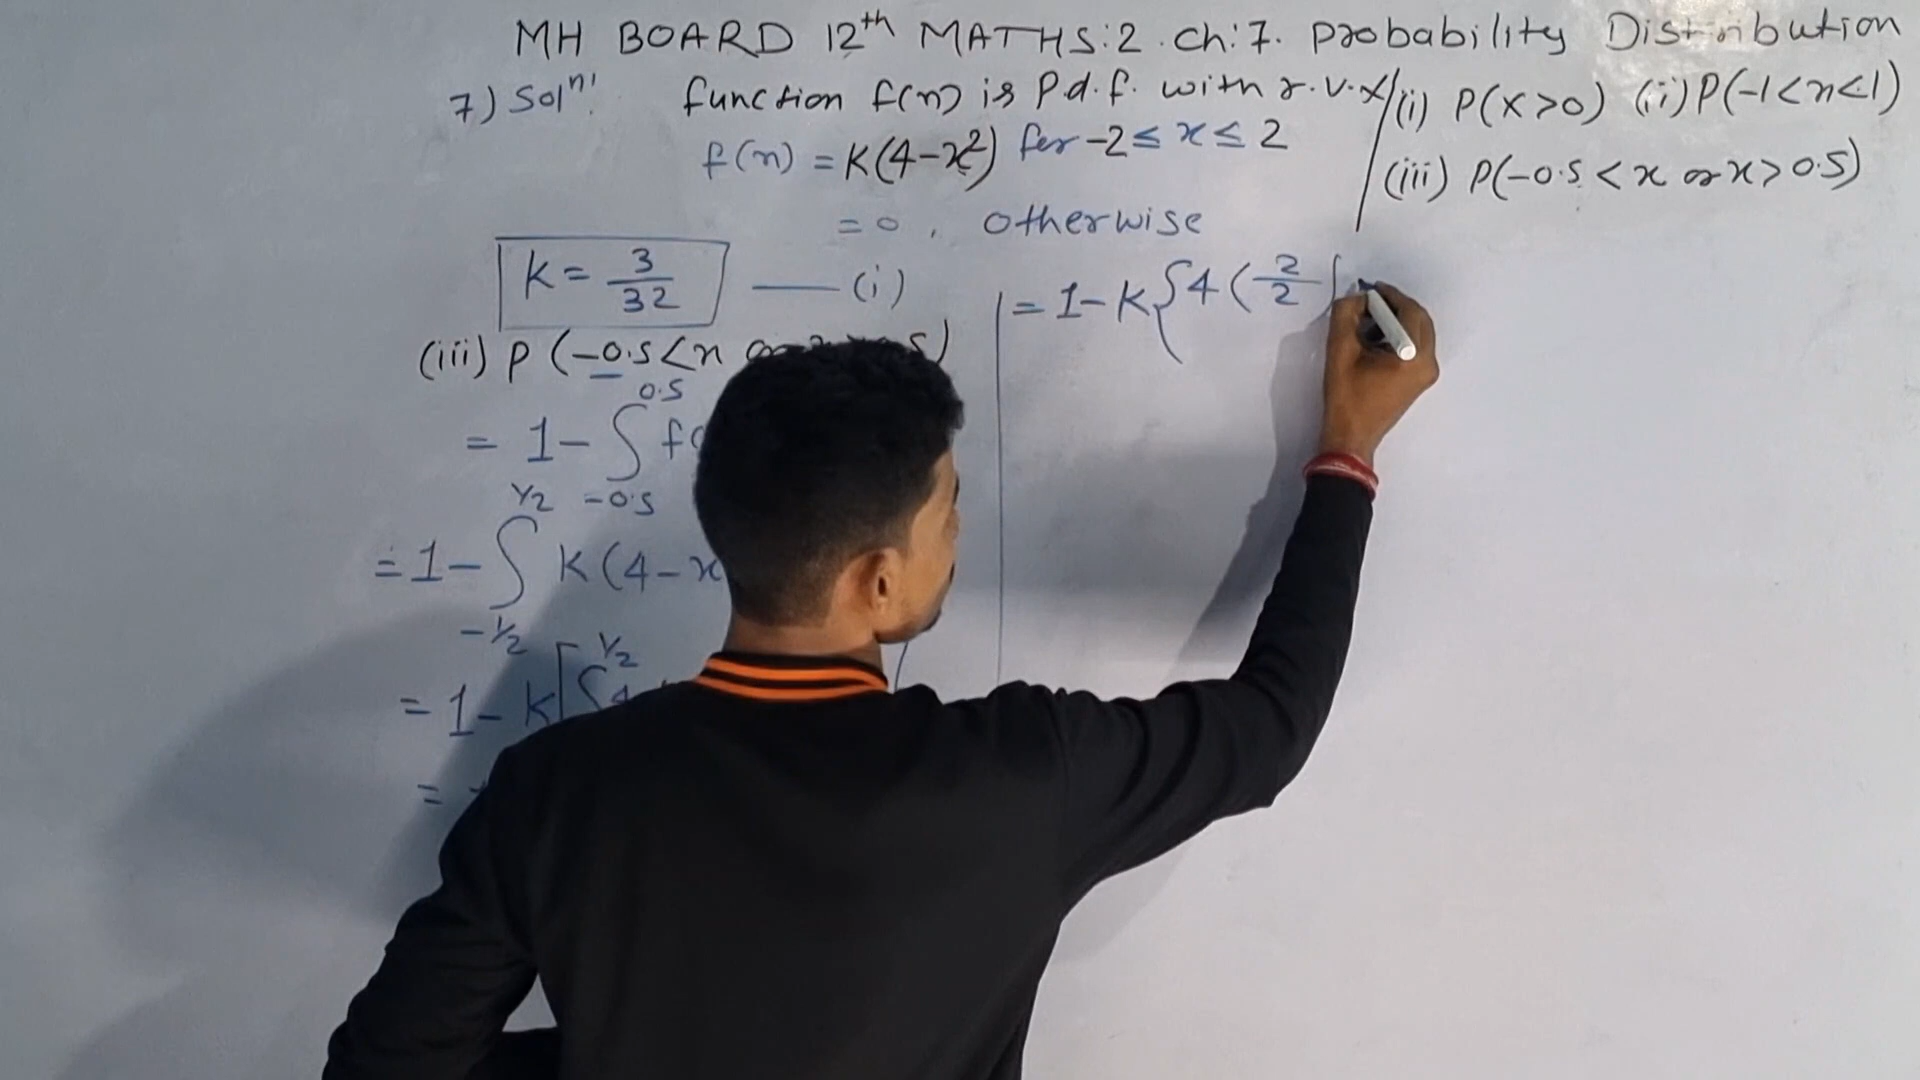 MH BOARD 12th MATHS:2. Ch:7. Probability Distribution
7) Soln: function f(n) is P.d.f. with r.v.X/(i) P(X>0) (ii) P(-1<n<1)
f(n) = K(4-x²) for -2≤ x ≤ 2
(iii) P(-0.5 < x or x > 0.5)
= 0, otherwise
K = 3/32 — (i)
(iii) P(-0.5<n
= 1 - ∫
0.5
-0.5
= 1 - ∫ K(4-x
1/2
-1/2
= 1 - K[∫ 4
1/2
=
= 1-K{4(2/2)